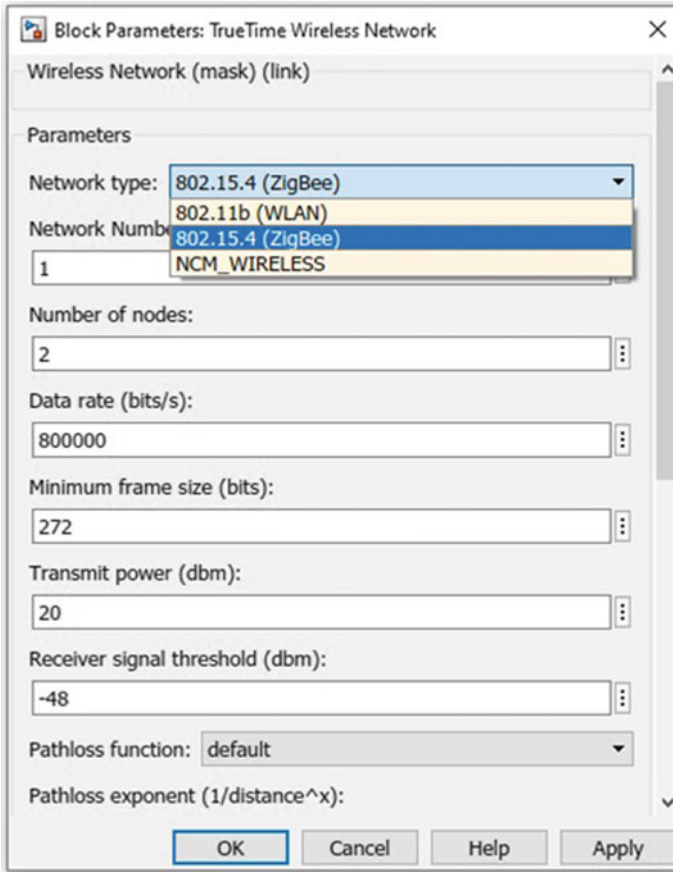 Block Parameters: TrueTime Wireless Network
Wireless Network (mask) (link)
Parameters
Network type: 802.15.4 (ZigBee)
802.11b (WLAN)
Network Numb
802.15.4 (ZigBee)
NCM_WIRELESS
1
Number of nodes:
2
Data rate (bits/s):
800000
Minimum frame size (bits):
272
Transmit power (dbm):
20
Receiver signal threshold (dbm):
-48
Pathloss function: default
Pathloss exponent (1/distance^x):
OK Cancel Help Apply